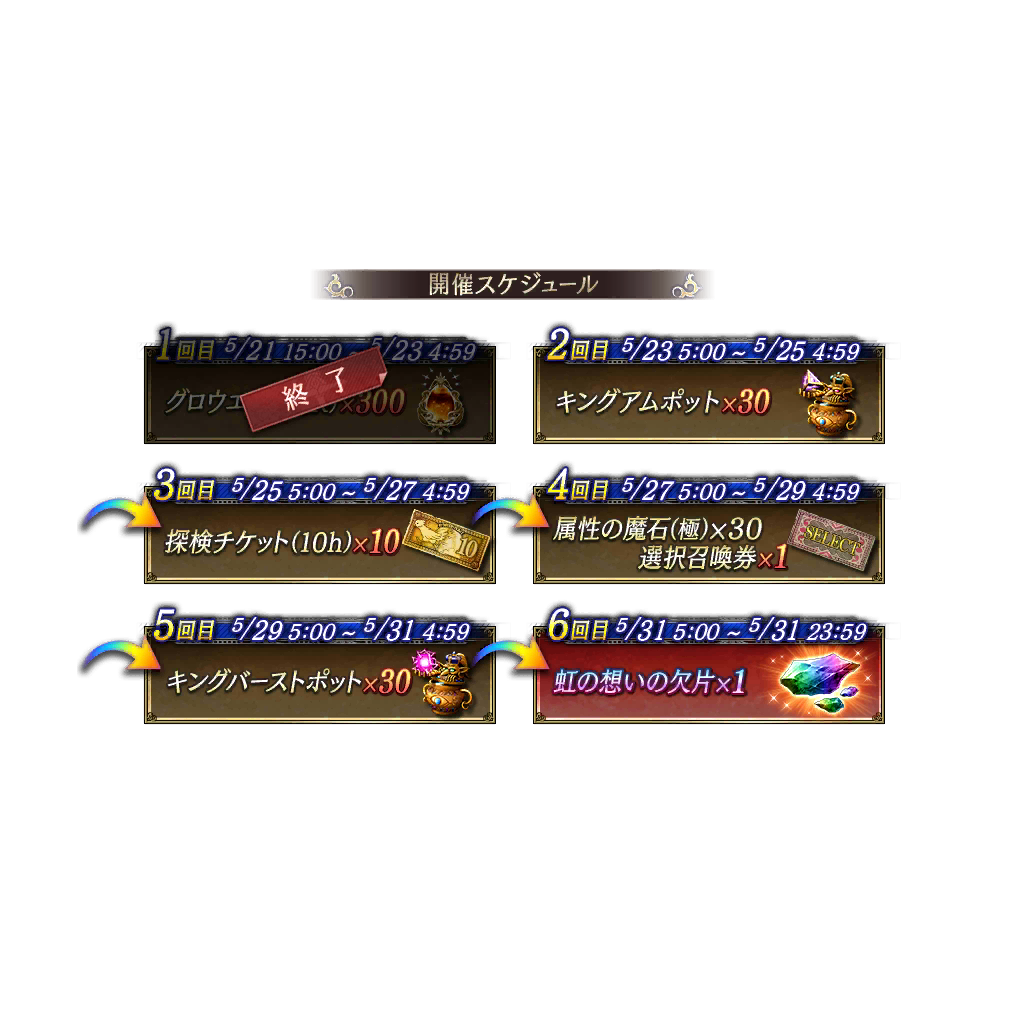 開催スケジュール
1回目 5/21 15:00 ~ 5/23 4:59
グロウエ ×300
終了
2回目 5/23 5:00 ~ 5/25 4:59
キングアムポット×30
3回目 5/25 5:00 ~ 5/27 4:59
探検チケット(10h)×10
10
4回目 5/27 5:00 ~ 5/29 4:59
属性の魔石(極)×30
選択召喚券×1
SELECT
5回目 5/29 5:00 ~ 5/31 4:59
キングバーストポット×30
6回目 5/31 5:00 ~ 5/31 23:59
虹の想いの欠片×1